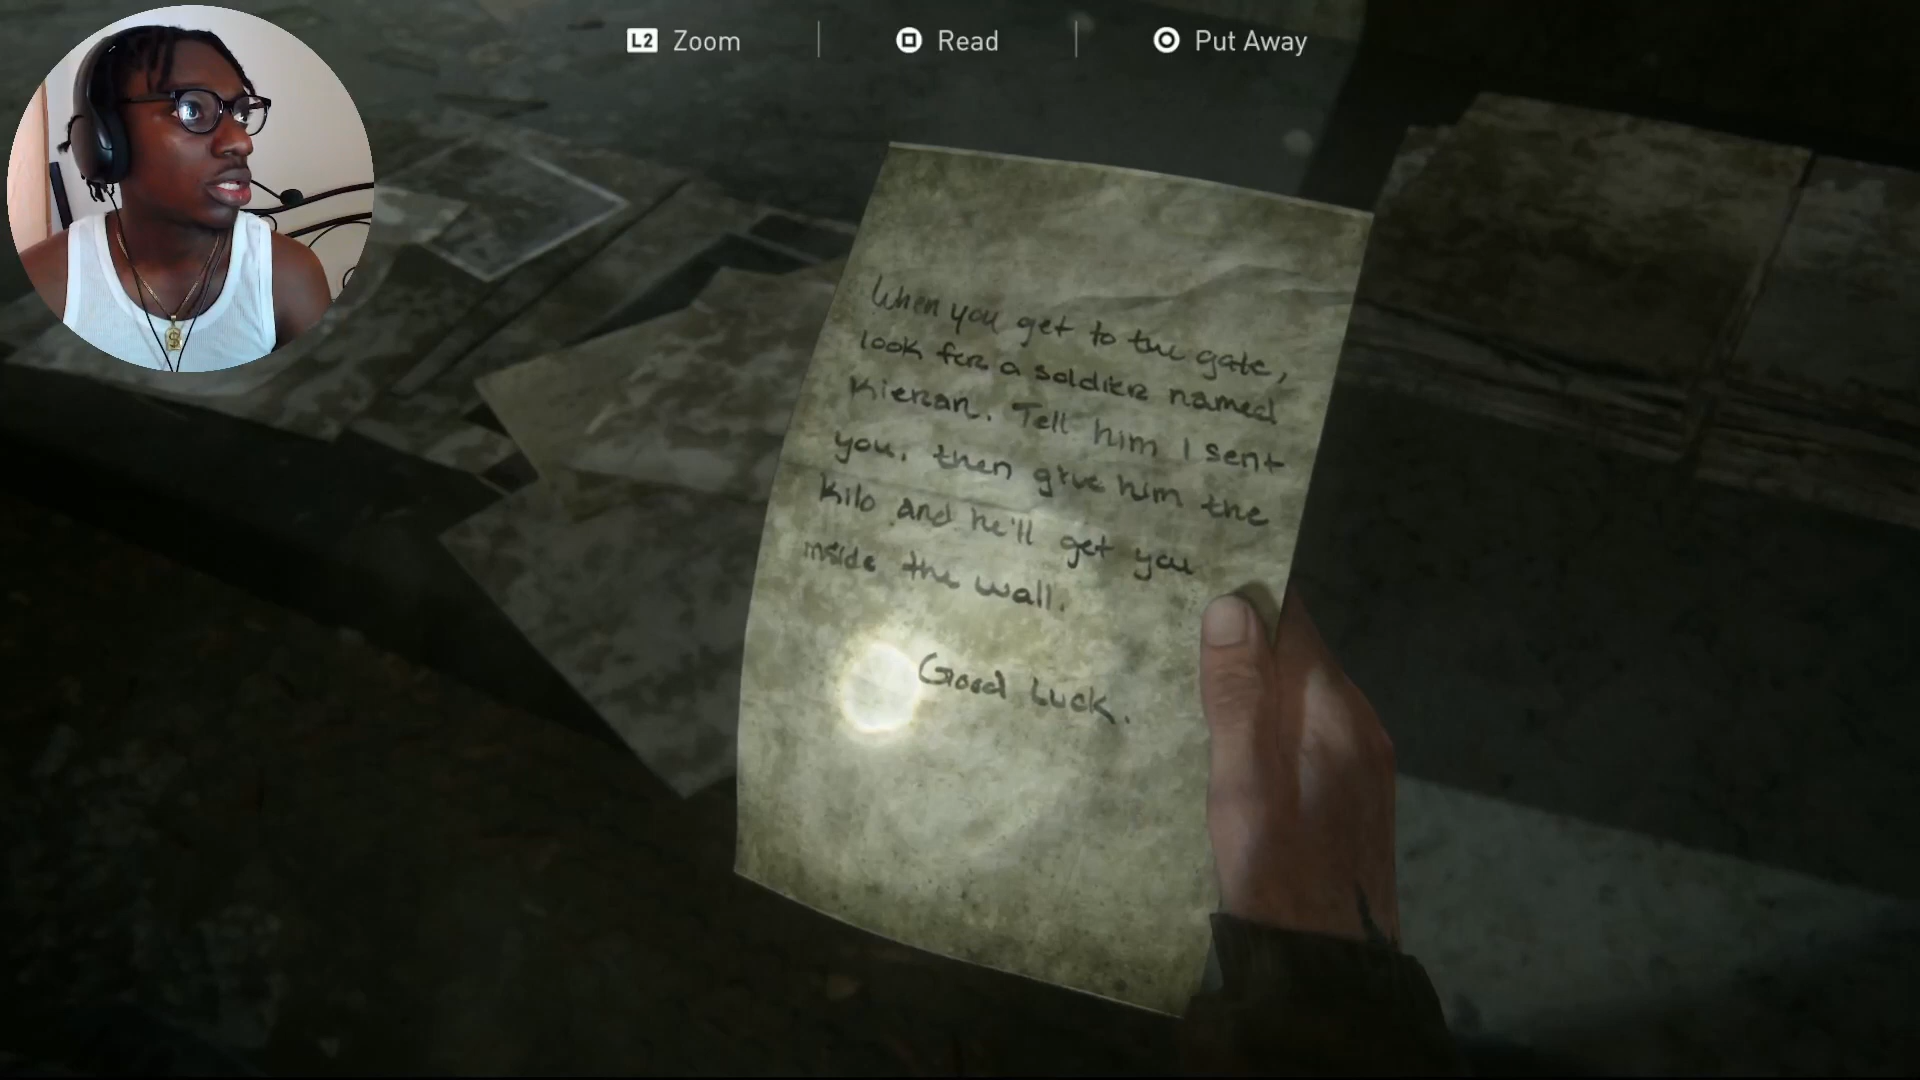 L2 Zoom
Read
Put Away
When you get to the gate,
look for a soldier named
Kieran. Tell him I sent
you, then give him the
kilo and he'll get you
inside the wall.
Good Luck.